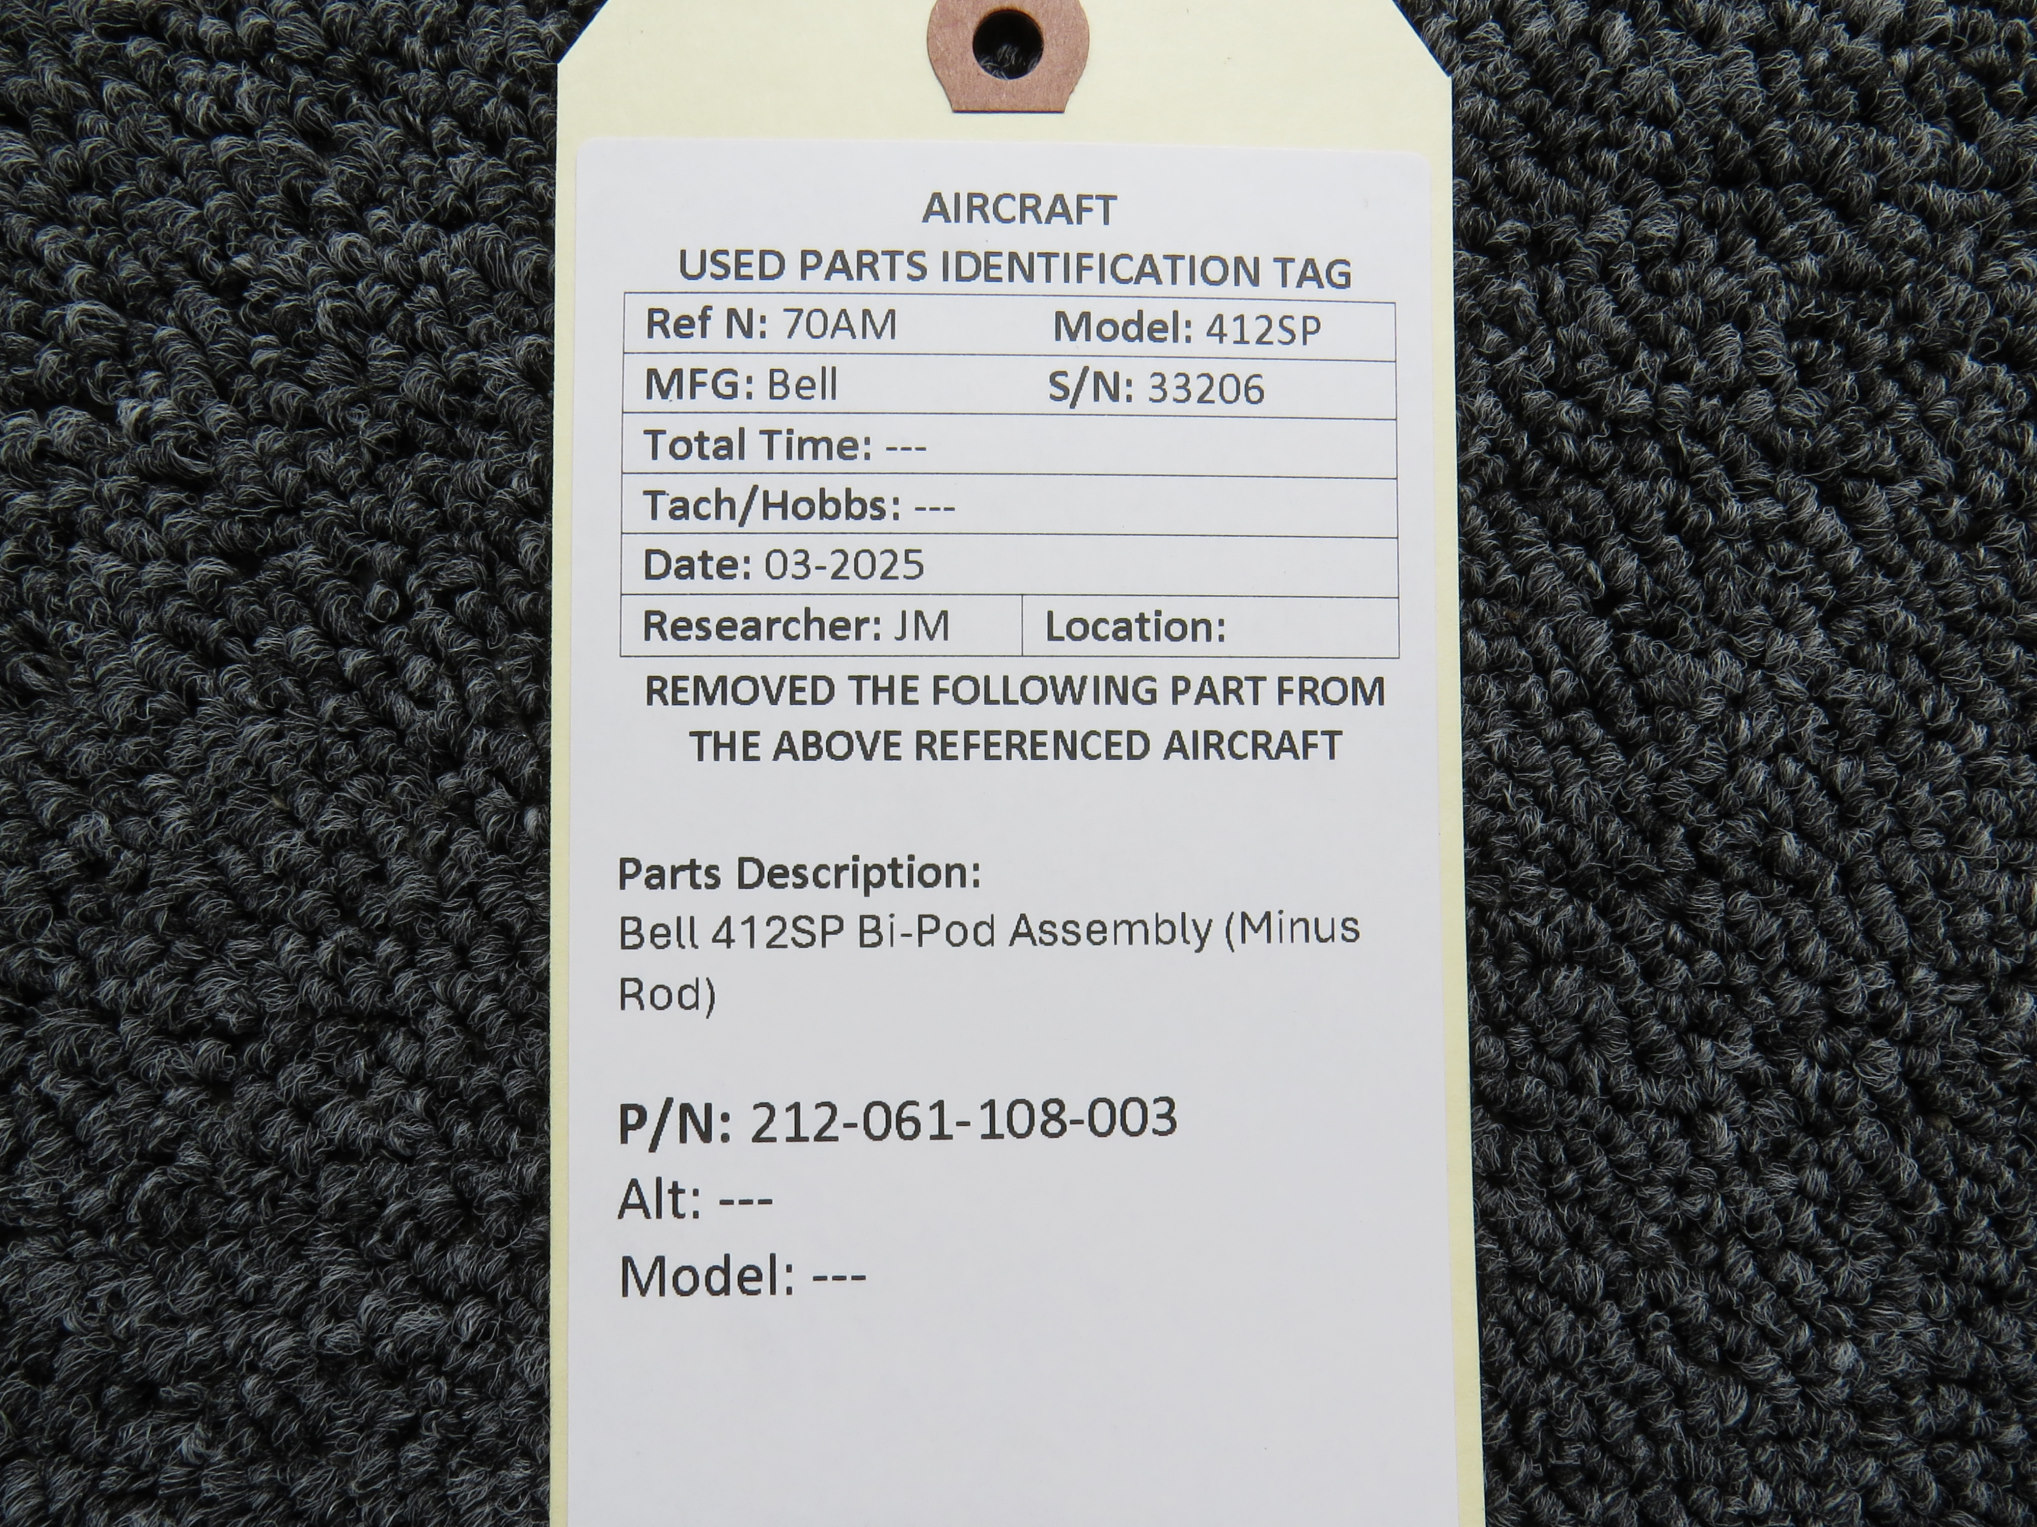 AIRCRAFT
USED PARTS IDENTIFICATION TAG
Ref N: 70AM Model: 412SP
MFG: Bell S/N: 33206
Total Time: ---
Tach/Hobbs: ---
Date: 03-2025
Researcher: JM Location:
REMOVED THE FOLLOWING PART FROM
THE ABOVE REFERENCED AIRCRAFT
Parts Description:
Bell 412SP Bi-Pod Assembly (Minus
Rod)
P/N: 212-061-108-003
Alt: ---
Model: ---